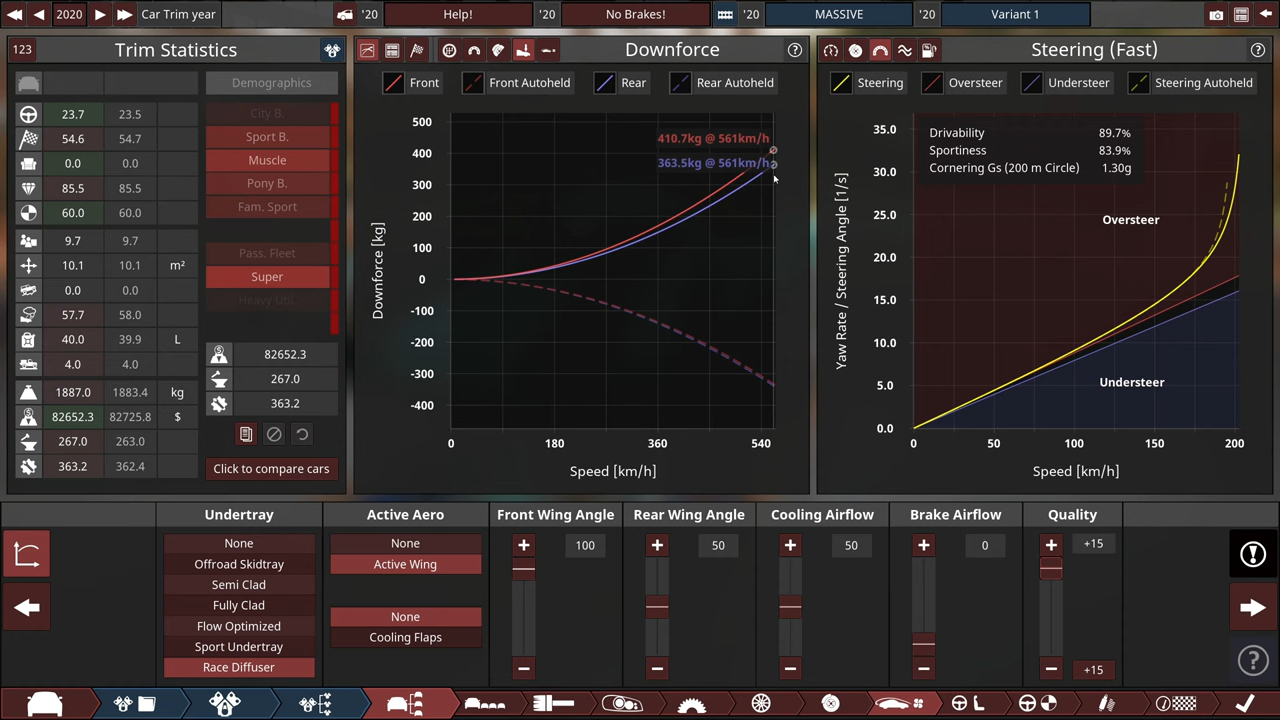 2020 Car Trim year '20 Help! '20 No Brakes! '20 MASSIVE '20 Variant 1
123 Trim Statistics
Demographics
23.7 23.5
54.6 54.7
0.0 0.0
85.5 85.5
60.0 60.0
9.7 9.7
10.1 10.1 m²
0.0 0.0
57.7 58.0
40.0 39.9 L
4.0 4.0
1887.0 1883.4 kg
82652.3 82725.8 $
267.0 263.0
363.2 362.4
City B.
Sport B.
Muscle
Pony B.
Fam. Sport
Pass. Fleet
Super
Heavy Util.
82652.3
267.0
363.2
Click to compare cars
Downforce ?
Front Front Autoheld Rear Rear Autoheld
500
400
300
200
100
0
-100
-200
-300
-400
410.7kg @ 561km/h
363.5kg @ 561km/h
Downforce [kg]
0 180 360 540
Speed [km/h]
Steering (Fast) ?
Steering Oversteer Understeer Steering Autoheld
35.0
30.0
25.0
20.0
15.0
10.0
5.0
0.0
Drivability 89.7%
Sportiness 83.9%
Cornering Gs (200 m Circle) 1.30g
Oversteer
Understeer
Yaw Rate / Steering Angle [1/s]
0 50 100 150 200
Speed [km/h]
Undertray
None
Offroad Skidtray
Semi Clad
Fully Clad
Flow Optimized
Sport Undertray
Race Diffuser
Active Aero
None
Active Wing
None
Cooling Flaps
Front Wing Angle
+ 100
−
Rear Wing Angle
+ 50
−
Cooling Airflow
+ 50
−
Brake Airflow
+ 0
−
Quality
+ +15
− +15
!
?